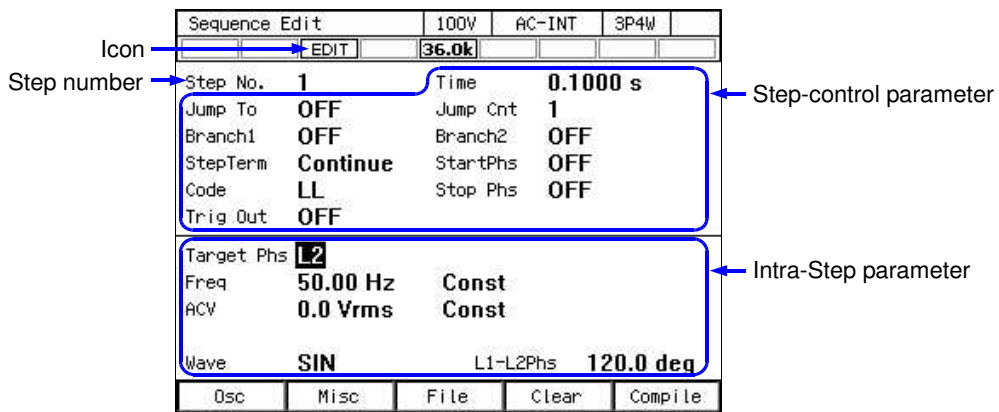 Sequence Edit 100V AC-INT 3P4W
Icon EDIT 36.0k
Step number Step No. 1 Time 0.1000 s Step-control parameter
Jump To OFF Jump Cnt 1
Branch1 OFF Branch2 OFF
StepTerm Continue StartPhs OFF
Code LL Stop Phs OFF
Trig Out OFF
Target Phs L2
Freq 50.00 Hz Const Intra-Step parameter
ACV 0.0 Vrms Const
Wave SIN L1-L2Phs 120.0 deg
Osc Misc File Clear Compile